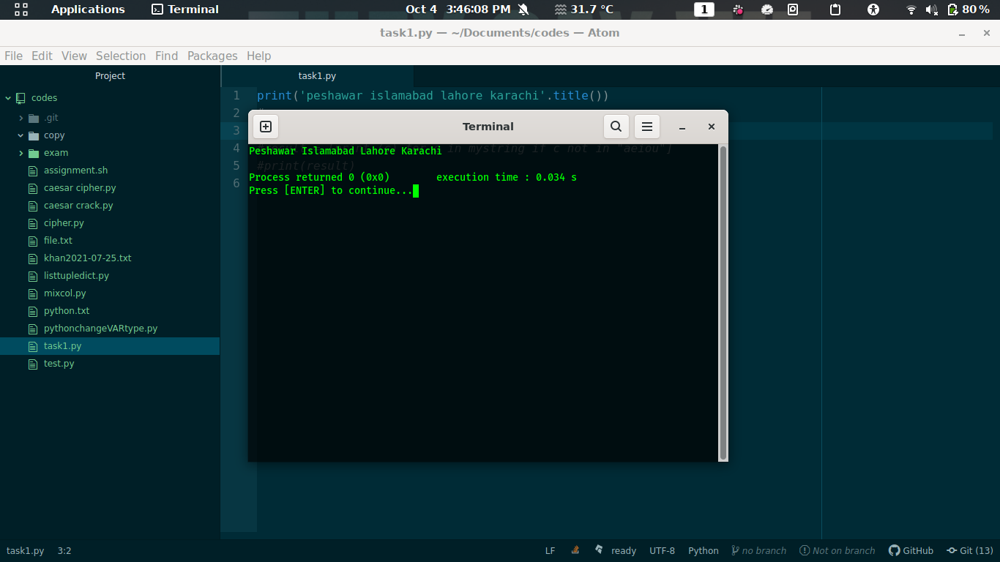 Applications Terminal Oct 4 3:46:08 PM 31.7 °C 1 80 %
task1.py — ~/Documents/codes — Atom
File Edit View Selection Find Packages Help
Project
task1.py
codes
.git
copy
exam
assignment.sh
caesar cipher.py
caesar crack.py
cipher.py
file.txt
khan2021-07-25.txt
listtupledict.py
mixcol.py
python.txt
pythonchangeVARtype.py
task1.py
test.py
1 print('peshawar islamabad lahore karachi'.title())
2 #
3
4 in mystring if c not in "aeiou"]
5 #print(result)
6
Terminal
Peshawar Islamabad Lahore Karachi
Process returned 0 (0x0) execution time : 0.034 s
Press [ENTER] to continue...
task1.py 3:2 LF ready UTF-8 Python no branch Not on branch GitHub Git (13)